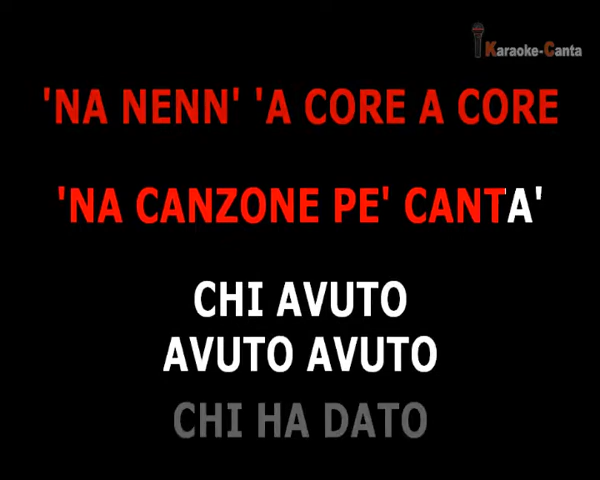 Karaoke-Canta
'NA NENN' 'A CORE A CORE
'NA CANZONE PE' CANTA'
CHI AVUTO
AVUTO AVUTO
CHI HA DATO